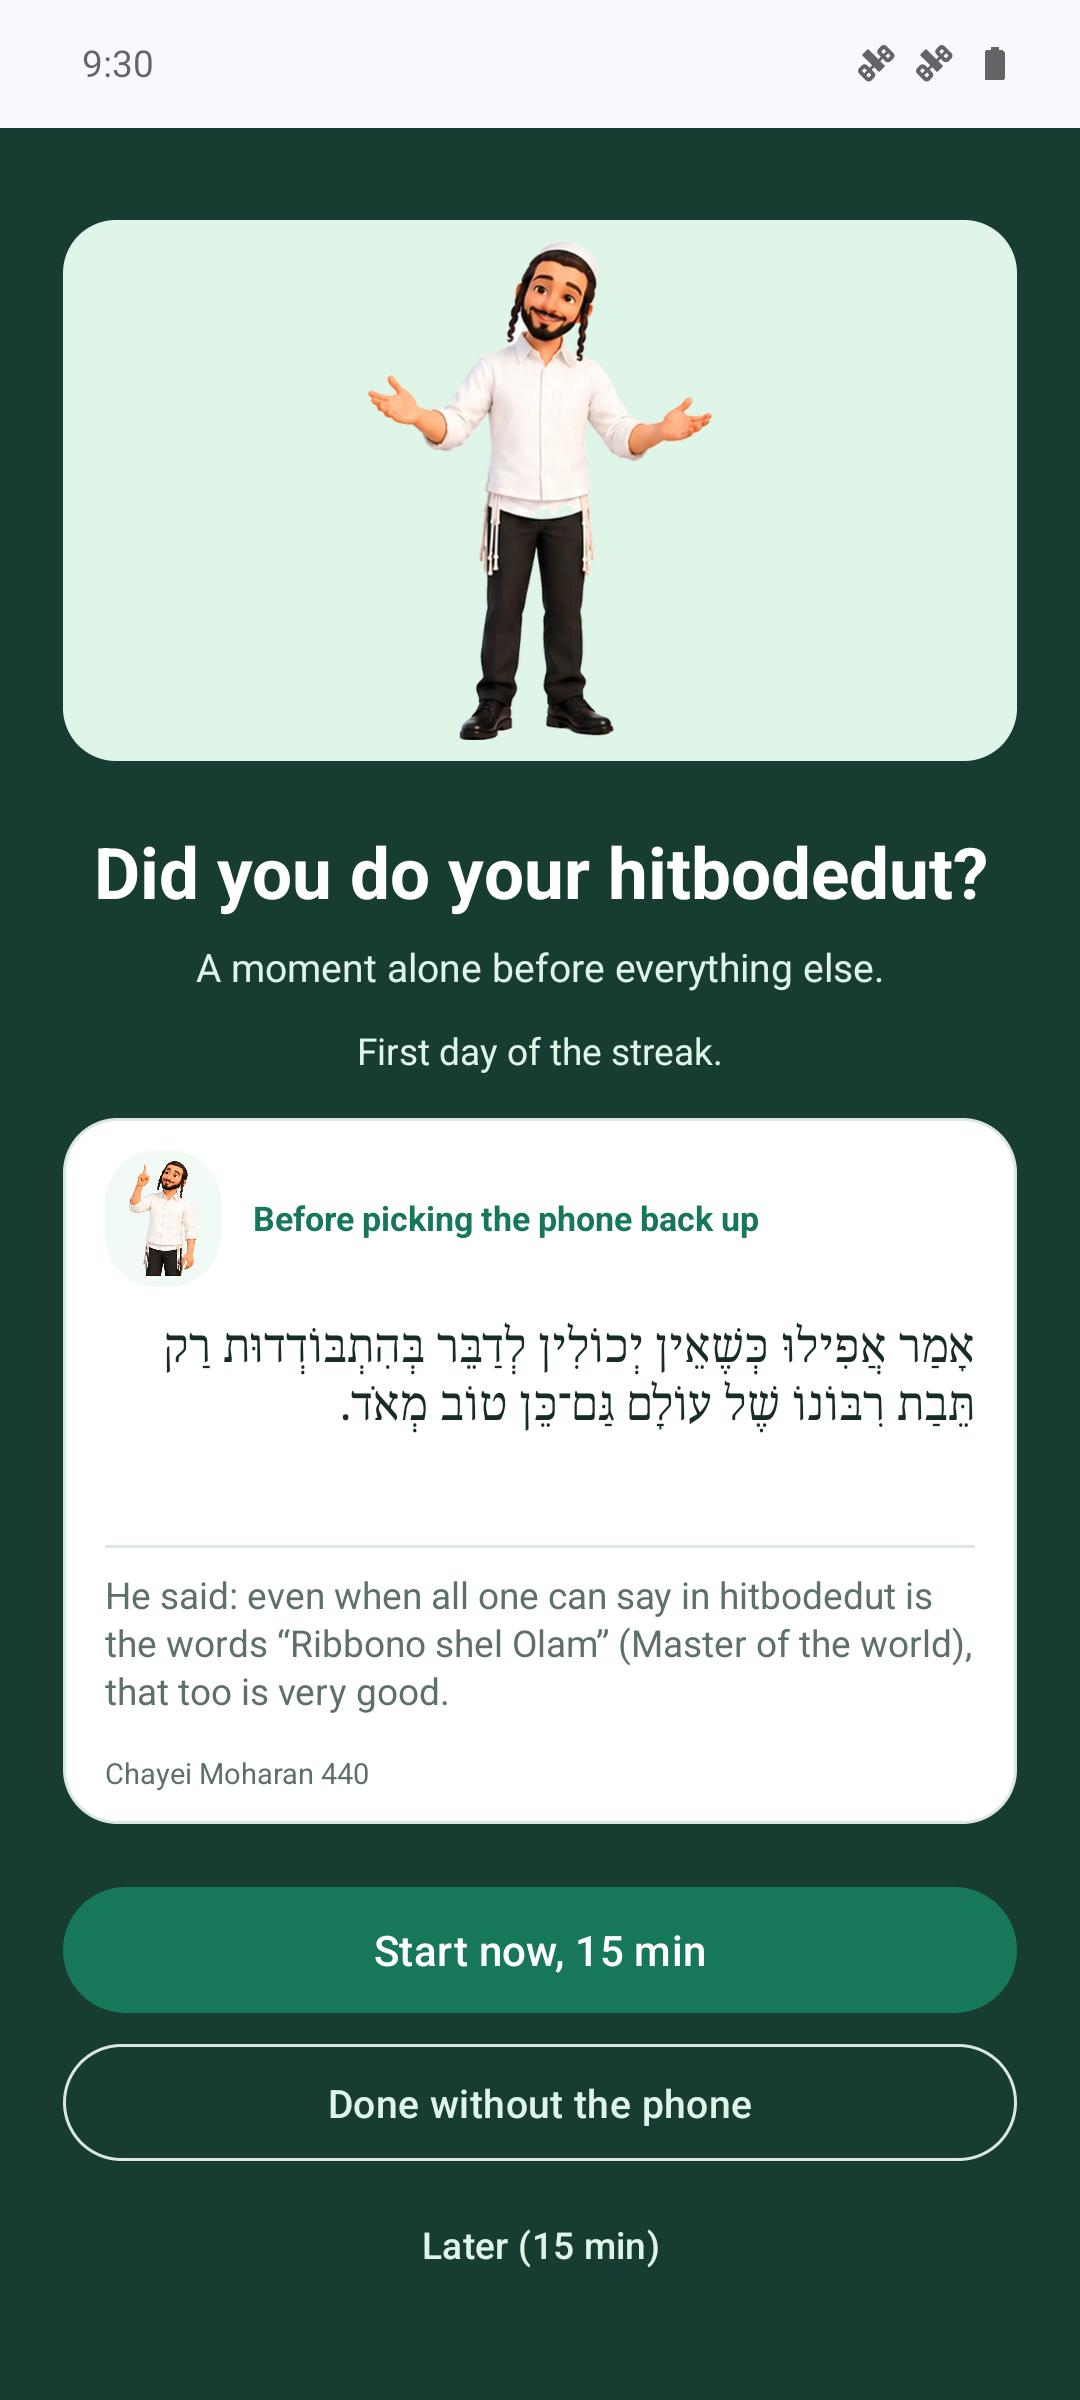 9:30
Did you do your hitbodedut?
A moment alone before everything else.
First day of the streak.
Before picking the phone back up
אָמַר אֲפִילוּ כְּשֶׁאֵין יְכוֹלִין לְדַבֵּר בְּהִתְבּוֹדְדוּת רַק
תֵּבַת רִבּוֹנוֹ שֶׁל עוֹלָם גַּם־כֵּן טוֹב מְאֹד.
He said: even when all one can say in hitbodedut is
the words “Ribbono shel Olam” (Master of the world),
that too is very good.
Chayei Moharan 440
Start now, 15 min
Done without the phone
Later (15 min)